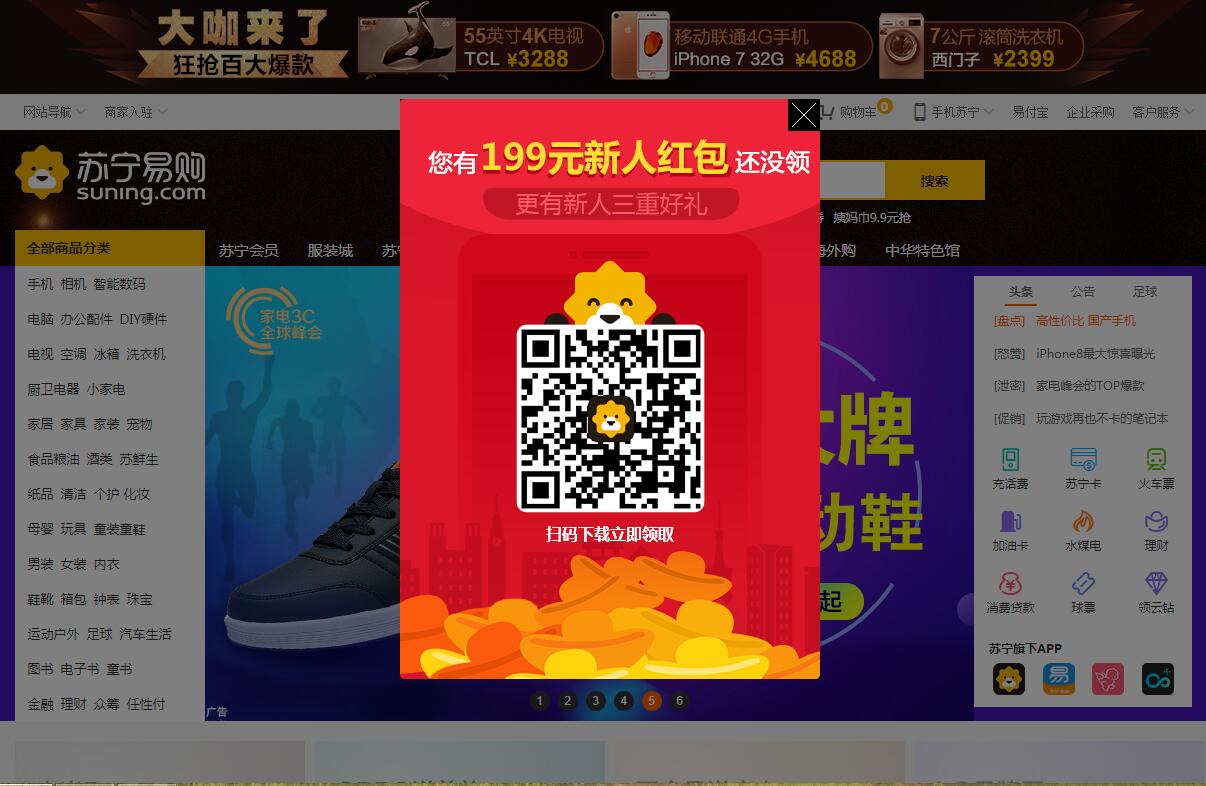 大咖来了
狂抢百大爆款
55英寸4K电视
TCL ¥3288
移动联通4G手机
iPhone 7 32G ¥4688
7公斤 滚筒洗衣机
西门子 ¥2399
网站导航 商家入驻
购物车 0 手机苏宁 易付宝 企业采购 客户服务
苏宁易购
suning.com
搜索
姨妈巾9.9元抢
全部商品分类 苏宁会员 服装城
海外购 中华特色馆
手机 相机 智能数码
电脑 办公配件 DIY硬件
电视 空调 冰箱 洗衣机
厨卫电器 小家电
家居 家具 家装 宠物
食品粮油 酒类 苏鲜生
纸品 清洁 个护 化妆
母婴 玩具 童装童鞋
男装 女装 内衣
鞋靴 箱包 钟表 珠宝
运动户外 足球 汽车生活
图书 电子书 童书
金融 理财 众筹 任性付
家电3C
全球峰会
您有199元新人红包还没领
更有新人三重好礼
扫码下载立即领取
大牌
动鞋
起
广告
1 2 3 4 5 6
头条 公告 足球
[盘点] 高性价比 国产手机
[怒赞] iPhone8最大惊喜曝光
[泄密] 家电峰会的TOP爆款
[促销] 玩游戏再也不卡的笔记本
充话费 苏宁卡 火车票
加油卡 水煤电 理财
消费贷款 球票 领云钻
苏宁旗下APP
易